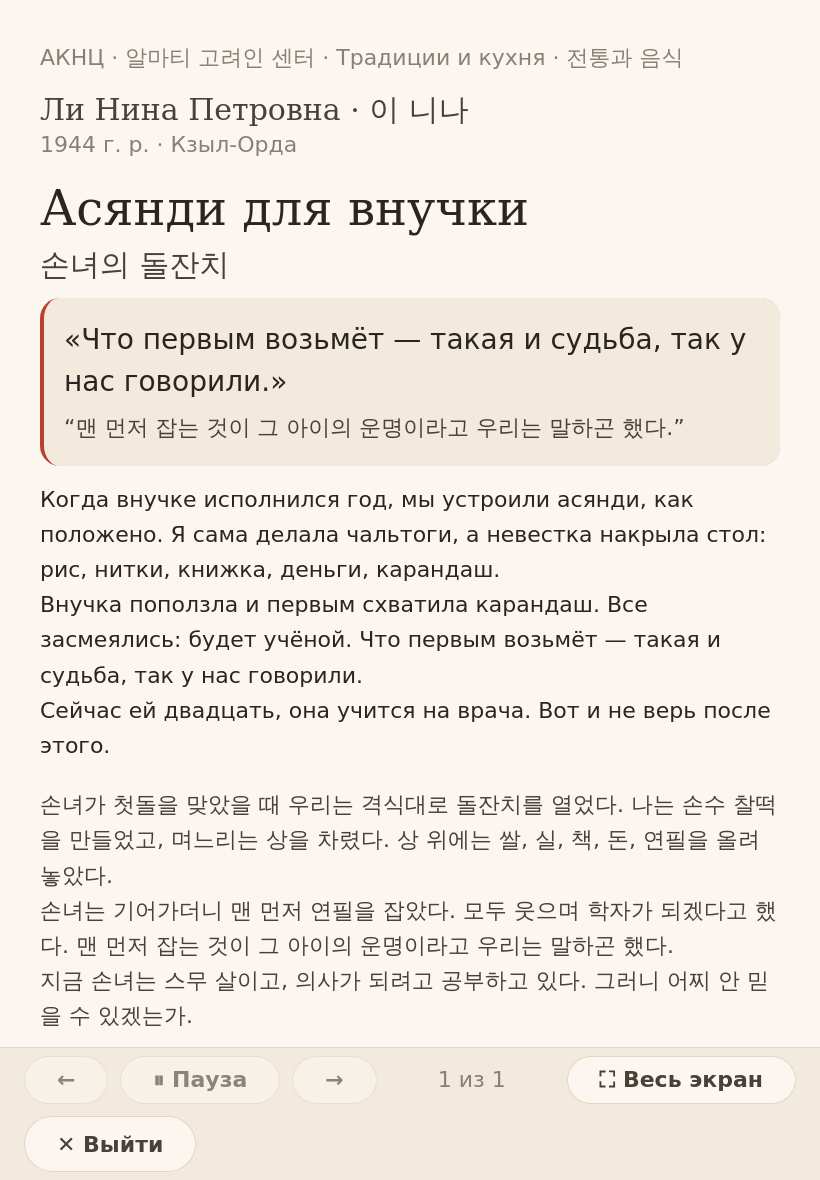 АКНЦ · 알마티 고려인 센터 · Традиции и кухня · 전통과 음식
Ли Нина Петровна · 이 니나
1944 г. р. · Кзыл-Орда
Асянди для внучки
손녀의 돌잔치
«Что первым возьмёт — такая и судьба, так у
нас говорили.»
“맨 먼저 잡는 것이 그 아이의 운명이라고 우리는 말하곤 했다.”
Когда внучке исполнился год, мы устроили асянди, как
положено. Я сама делала чальтоги, а невестка накрыла стол:
рис, нитки, книжка, деньги, карандаш.
Внучка поползла и первым схватила карандаш. Все
засмеялись: будет учёной. Что первым возьмёт — такая и
судьба, так у нас говорили.
Сейчас ей двадцать, она учится на врача. Вот и не верь после
этого.
손녀가 첫돌을 맞았을 때 우리는 격식대로 돌잔치를 열었다. 나는 손수 찰떡
을 만들었고, 며느리는 상을 차렸다. 상 위에는 쌀, 실, 책, 돈, 연필을 올려
놓았다.
손녀는 기어가더니 맨 먼저 연필을 잡았다. 모두 웃으며 학자가 되겠다고 했
다. 맨 먼저 잡는 것이 그 아이의 운명이라고 우리는 말하곤 했다.
지금 손녀는 스무 살이고, 의사가 되려고 공부하고 있다. 그러니 어찌 안 믿
을 수 있겠는가.
← ⏸ Пауза → 1 из 1 ⛶ Весь экран
✕ Выйти